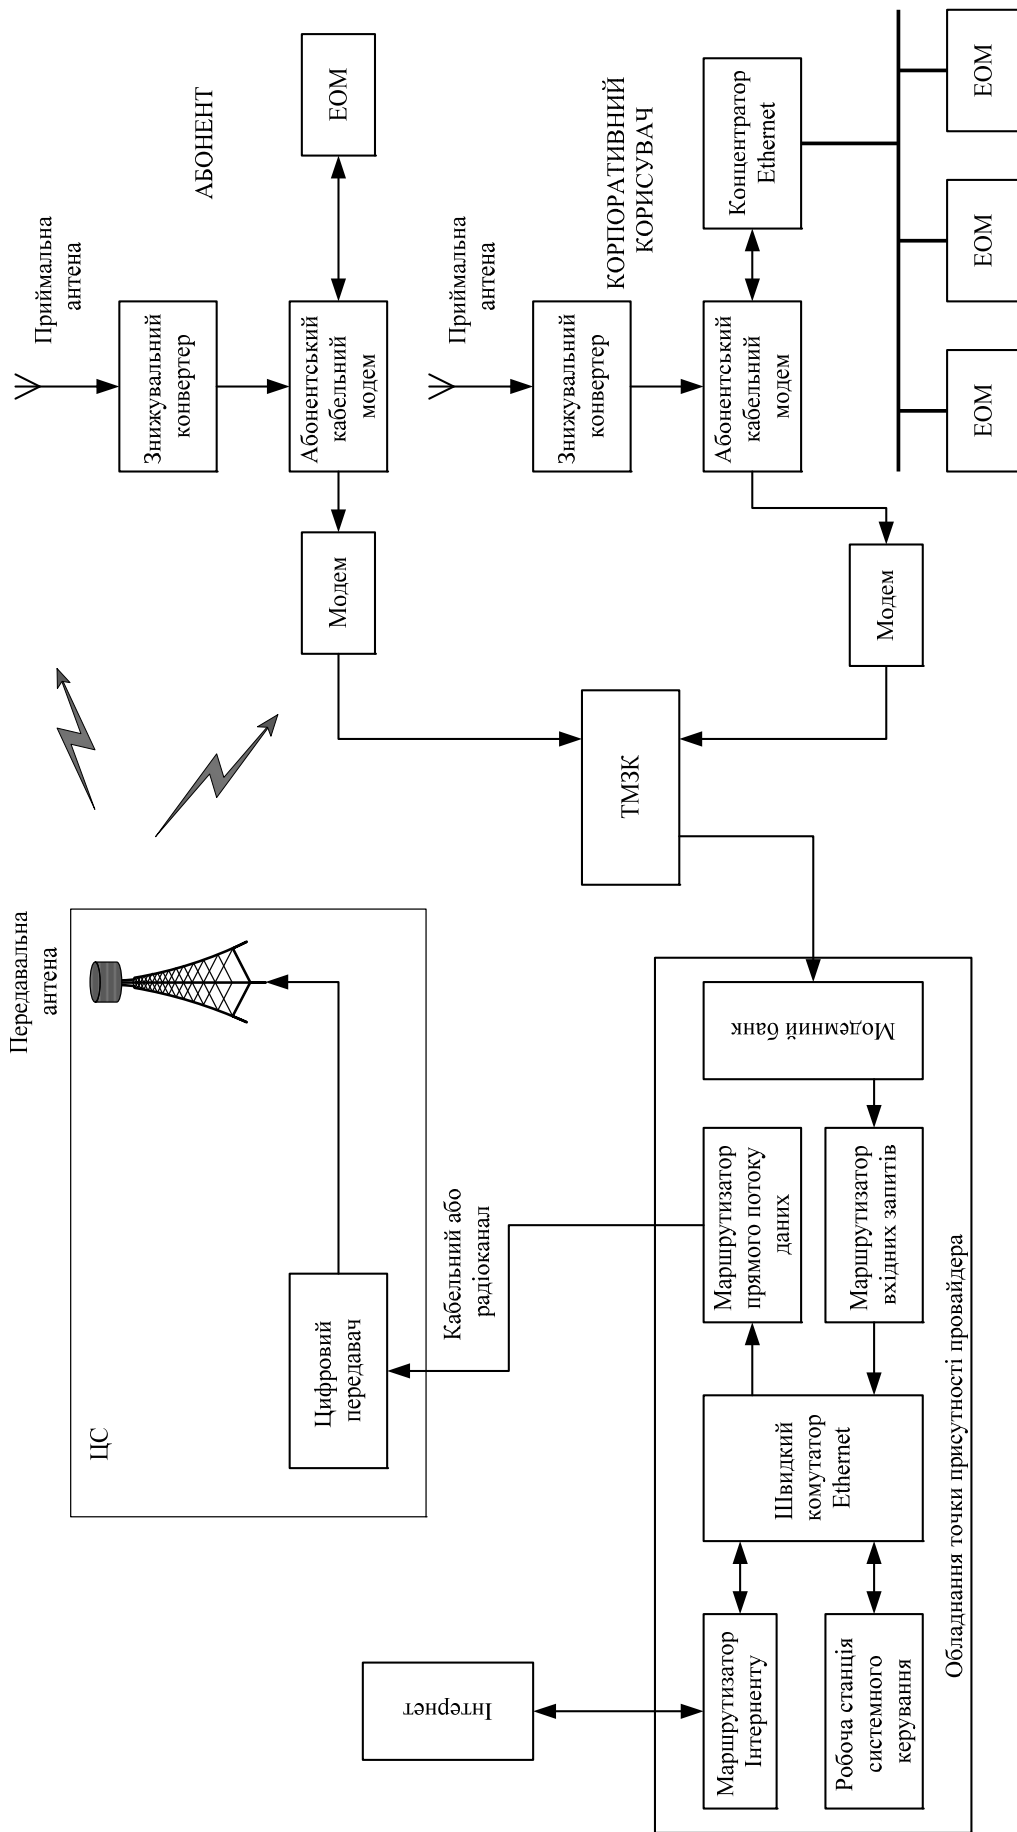 Передавальна
антена
ЦС
Цифровий
передавач
Кабельний або
радіоканал
Інтернет
Маршрутизатор
Інтерненту
Робоча станція
системного
керування
Швидкий
комутатор
Ethernet
Маршрутизатор
прямого потоку
даних
Маршрутизатор
вхідних запитів
Модемний
банк
Обладнання точки присутності провайдера
ТМЗК
Модем
Модем
Приймальна
антена
Знижувальний
конвертер
Абонентський
кабельний
модем
АБОНЕНТ
ЕОМ
Приймальна
антена
Знижувальний
конвертер
Абонентський
кабельний
модем
КОРПОРАТИВНИЙ
КОРИСУВАЧ
Концентратор
Ethernet
ЕОМ
ЕОМ
ЕОМ